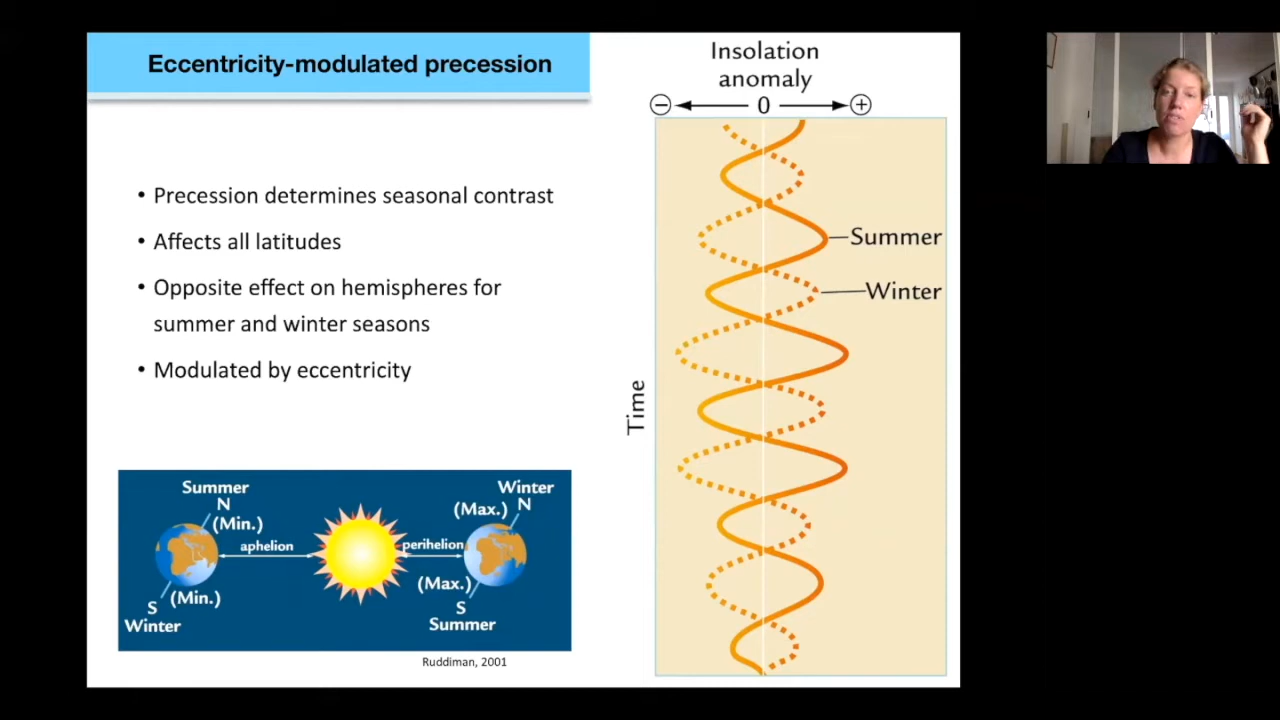 Eccentricity-modulated precession
• Precession determines seasonal contrast
• Affects all latitudes
• Opposite effect on hemispheres for
summer and winter seasons
• Modulated by eccentricity
Summer
N
(Min.)
aphelion
S
(Min.)
Winter
perihelion
Winter
N
(Max.)
(Max.)
S
Summer
Ruddiman, 2001
Insolation
anomaly
− 0 +
Summer
Winter
Time